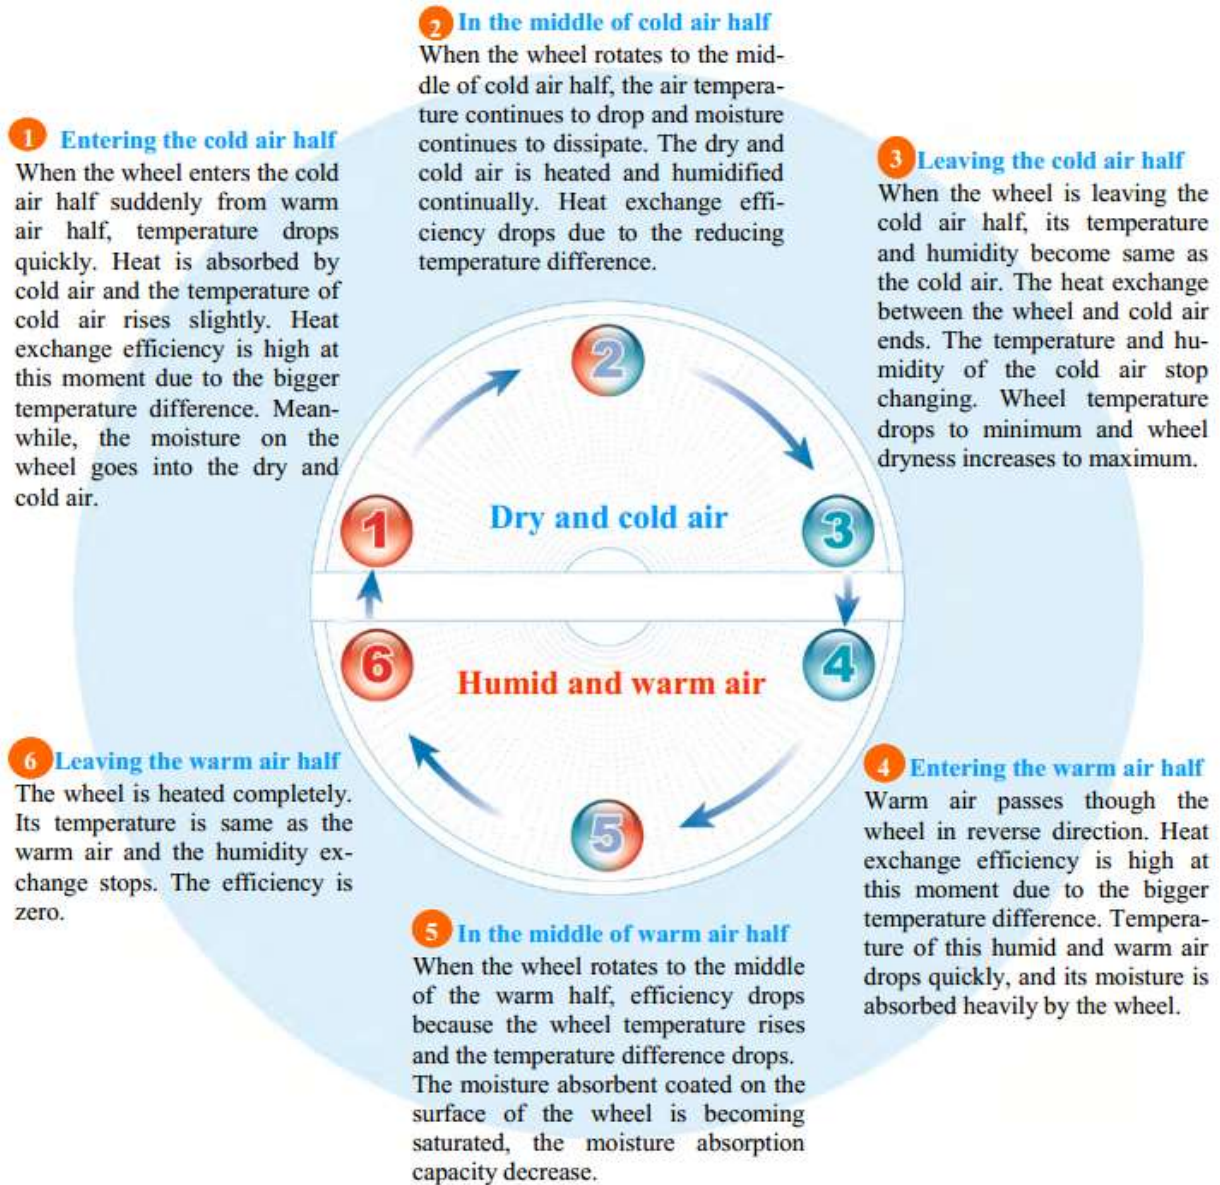 2 In the middle of cold air half
When the wheel rotates to the mid-
dle of cold air half, the air tempera-
ture continues to drop and moisture
continues to dissipate. The dry and
cold air is heated and humidified
continually. Heat exchange effi-
ciency drops due to the reducing
temperature difference.
1 Entering the cold air half
When the wheel enters the cold
air half suddenly from warm
air half, temperature drops
quickly. Heat is absorbed by
cold air and the temperature of
cold air rises slightly. Heat
exchange efficiency is high at
this moment due to the bigger
temperature difference. Mean-
while, the moisture on the
wheel goes into the dry and
cold air.
3 Leaving the cold air half
When the wheel is leaving the
cold air half, its temperature
and humidity become same as
the cold air. The heat exchange
between the wheel and cold air
ends. The temperature and hu-
midity of the cold air stop
changing. Wheel temperature
drops to minimum and wheel
dryness increases to maximum.
2
1
Dry and cold air
3
6
Humid and warm air
4
5
6 Leaving the warm air half
The wheel is heated completely.
Its temperature is same as the
warm air and the humidity ex-
change stops. The efficiency is
zero.
4 Entering the warm air half
Warm air passes though the
wheel in reverse direction. Heat
exchange efficiency is high at
this moment due to the bigger
temperature difference. Tempera-
ture of this humid and warm air
drops quickly, and its moisture is
absorbed heavily by the wheel.
5 In the middle of warm air half
When the wheel rotates to the middle
of the warm half, efficiency drops
because the wheel temperature rises
and the temperature difference drops.
The moisture absorbent coated on the
surface of the wheel is becoming
saturated, the moisture absorption
capacity decrease.